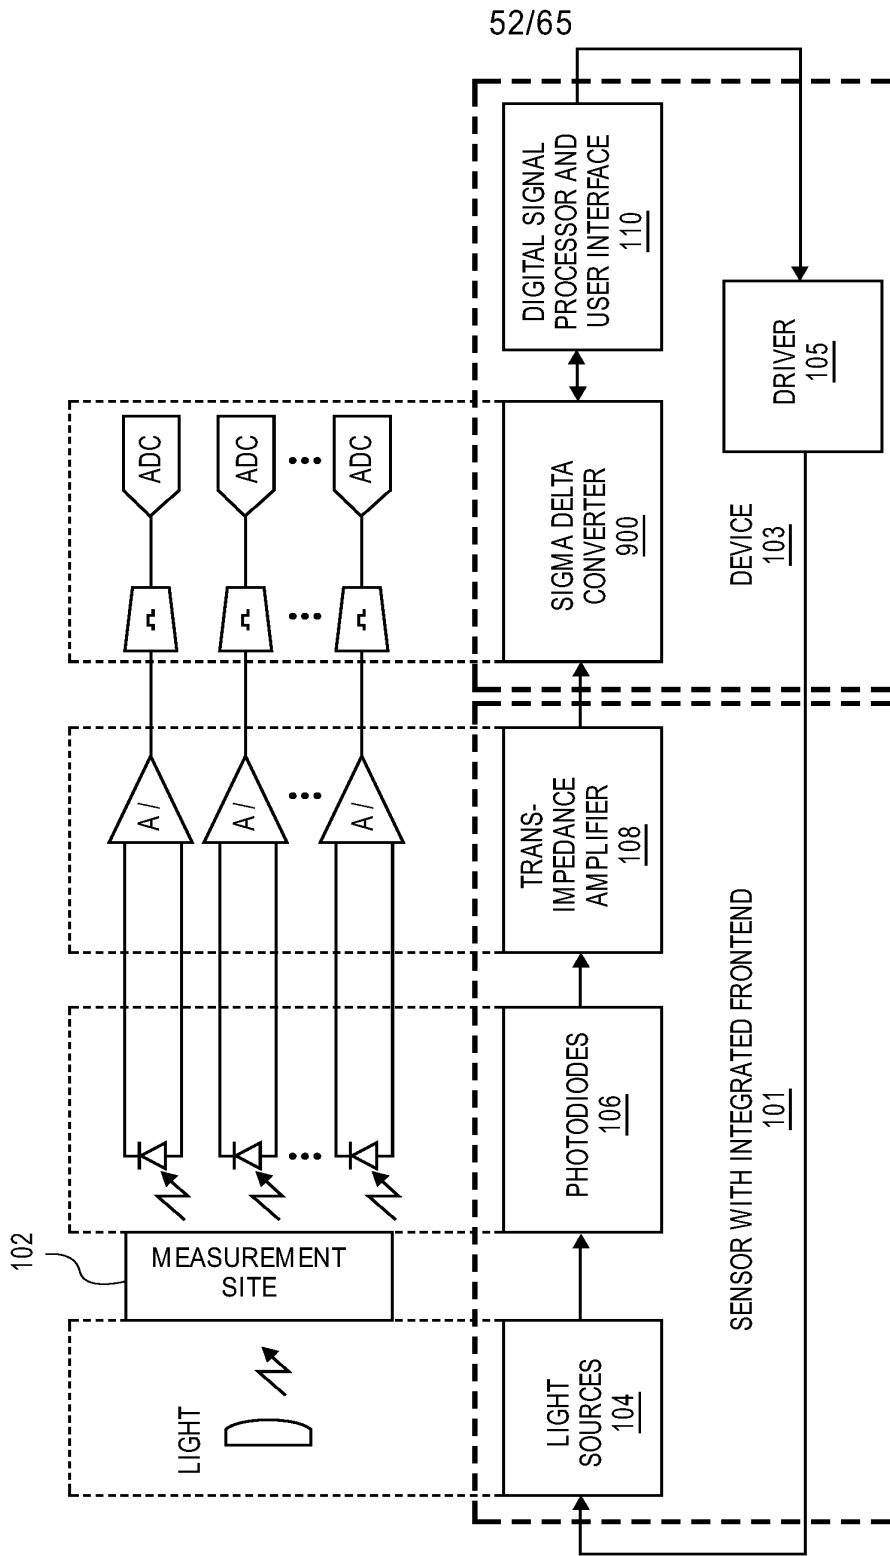 52/65
LIGHT
102
MEASUREMENT
SITE
A /
A /
A /
ADC
ADC
ADC
LIGHT
SOURCES
104
PHOTODIODES
106
TRANS-
IMPEDANCE
AMPLIFIER
108
SIGMA DELTA
CONVERTER
900
DIGITAL SIGNAL
PROCESSOR AND
USER INTERFACE
110
SENSOR WITH INTEGRATED FRONTEND
101
DEVICE
103
DRIVER
105